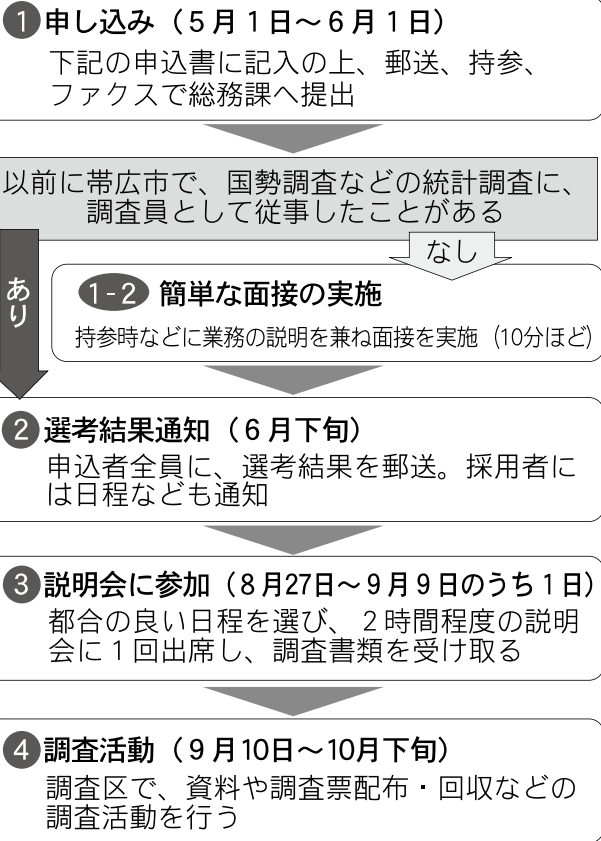 1 申し込み（５月１日～６月１日）
下記の申込書に記入の上、郵送、持参、
ファクスで総務課へ提出
以前に帯広市で、国勢調査などの統計調査に、
調査員として従事したことがある
なし
あり
1-2 簡単な面接の実施
持参時などに業務の説明を兼ね面接を実施（10分ほど）
2 選考結果通知（６月下旬）
申込者全員に、選考結果を郵送。採用者に
は日程なども通知
3 説明会に参加（８月27日～９月９日のうち１日）
都合の良い日程を選び、２時間程度の説明
会に１回出席し、調査書類を受け取る
4 調査活動（９月10日～10月下旬）
調査区で、資料や調査票配布・回収などの
調査活動を行う